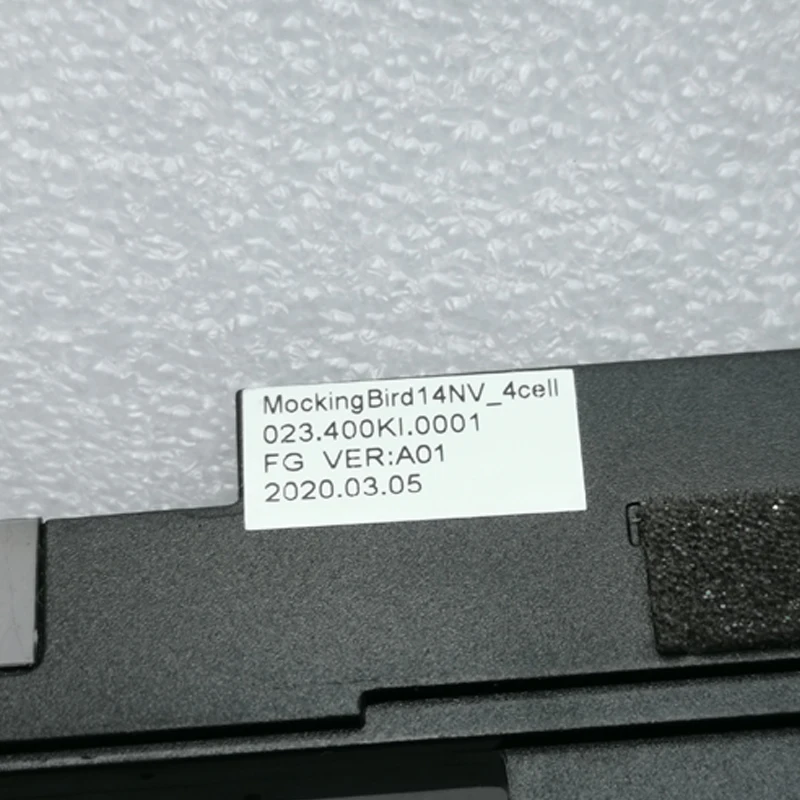 MockingBird14NV_4cell
023.400KI.0001
FG VER:A01
2020.03.05